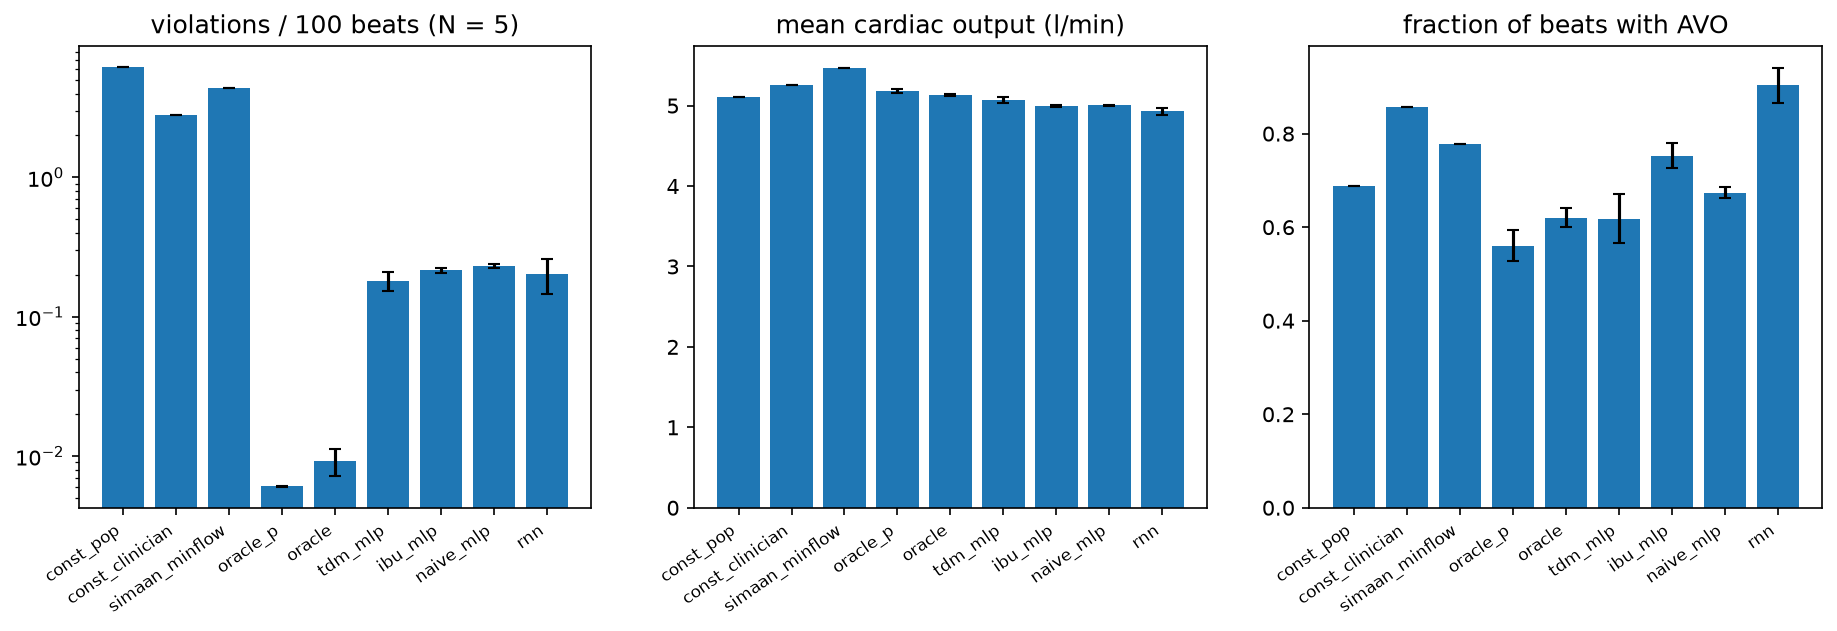 violations / 100 beats (N = 5)
10⁰
10⁻¹
10⁻²
const_pop
const_clinician
simaan_minflow
oracle_p
oracle
tdm_mlp
ibu_mlp
naive_mlp
rnn
mean cardiac output (l/min)
5
4
3
2
1
0
const_pop
const_clinician
simaan_minflow
oracle_p
oracle
tdm_mlp
ibu_mlp
naive_mlp
rnn
fraction of beats with AVO
0.8
0.6
0.4
0.2
0.0
const_pop
const_clinician
simaan_minflow
oracle_p
oracle
tdm_mlp
ibu_mlp
naive_mlp
rnn